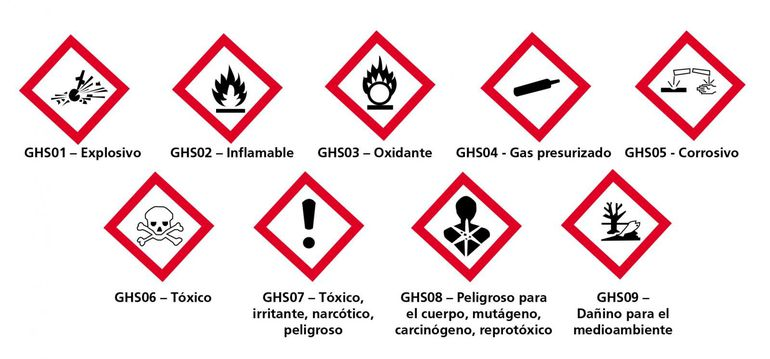 GHS01 – Explosivo
GHS02 – Inflamable
GHS03 – Oxidante
GHS04 - Gas presurizado
GHS05 - Corrosivo
GHS06 – Tóxico
GHS07 – Tóxico,
irritante, narcótico,
peligroso
GHS08 – Peligroso para
el cuerpo, mutágeno,
carcinógeno, reprotóxico
GHS09 –
Dañino para el
medioambiente